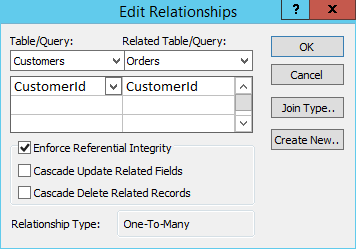 Edit Relationships
? x
Table/Query: Related Table/Query:
Customers Orders
CustomerId CustomerId
Enforce Referential Integrity
Cascade Update Related Fields
Cascade Delete Related Records
Relationship Type: One-To-Many
OK
Cancel
Join Type..
Create New..